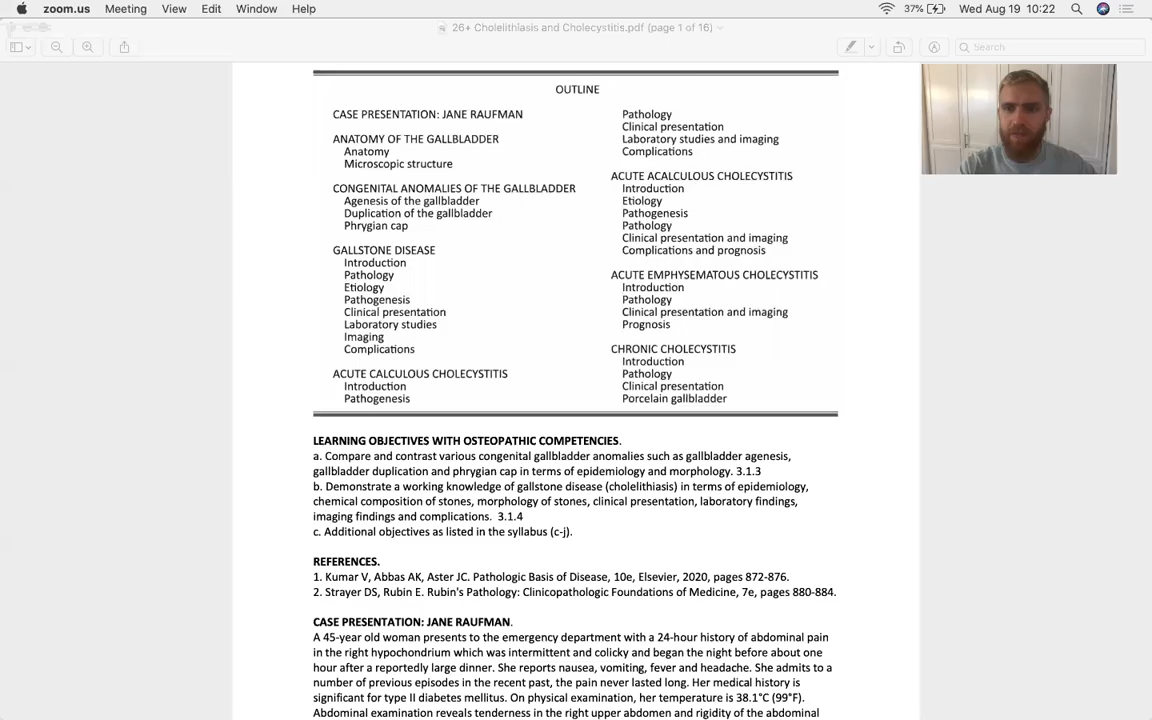 zoom.us Meeting View Edit Window Help 37% Wed Aug 19 10:22
26+ Cholelithiasis and Cholecystitis.pdf (page 1 of 16)
Search
OUTLINE
CASE PRESENTATION: JANE RAUFMAN
ANATOMY OF THE GALLBLADDER
Anatomy
Microscopic structure
CONGENITAL ANOMALIES OF THE GALLBLADDER
Agenesis of the gallbladder
Duplication of the gallbladder
Phrygian cap
GALLSTONE DISEASE
Introduction
Pathology
Etiology
Pathogenesis
Clinical presentation
Laboratory studies
Imaging
Complications
ACUTE CALCULOUS CHOLECYSTITIS
Introduction
Pathogenesis
Pathology
Clinical presentation
Laboratory studies and imaging
Complications
ACUTE ACALCULOUS CHOLECYSTITIS
Introduction
Etiology
Pathogenesis
Pathology
Clinical presentation and imaging
Complications and prognosis
ACUTE EMPHYSEMATOUS CHOLECYSTITIS
Introduction
Pathology
Clinical presentation and imaging
Prognosis
CHRONIC CHOLECYSTITIS
Introduction
Pathology
Clinical presentation
Porcelain gallbladder
LEARNING OBJECTIVES WITH OSTEOPATHIC COMPETENCIES.
a. Compare and contrast various congenital gallbladder anomalies such as gallbladder agenesis,
gallbladder duplication and phrygian cap in terms of epidemiology and morphology. 3.1.3
b. Demonstrate a working knowledge of gallstone disease (cholelithiasis) in terms of epidemiology,
chemical composition of stones, morphology of stones, clinical presentation, laboratory findings,
imaging findings and complications. 3.1.4
c. Additional objectives as listed in the syllabus (c-j).
REFERENCES.
1. Kumar V, Abbas AK, Aster JC. Pathologic Basis of Disease, 10e, Elsevier, 2020, pages 872-876.
2. Strayer DS, Rubin E. Rubin's Pathology: Clinicopathologic Foundations of Medicine, 7e, pages 880-884.
CASE PRESENTATION: JANE RAUFMAN.
A 45-year old woman presents to the emergency department with a 24-hour history of abdominal pain
in the right hypochondrium which was intermittent and colicky and began the night before about one
hour after a reportedly large dinner. She reports nausea, vomiting, fever and headache. She admits to a
number of previous episodes in the recent past, the pain never lasted long. Her medical history is
significant for type II diabetes mellitus. On physical examination, her temperature is 38.1°C (99°F).
Abdominal examination reveals tenderness in the right upper abdomen and rigidity of the abdominal